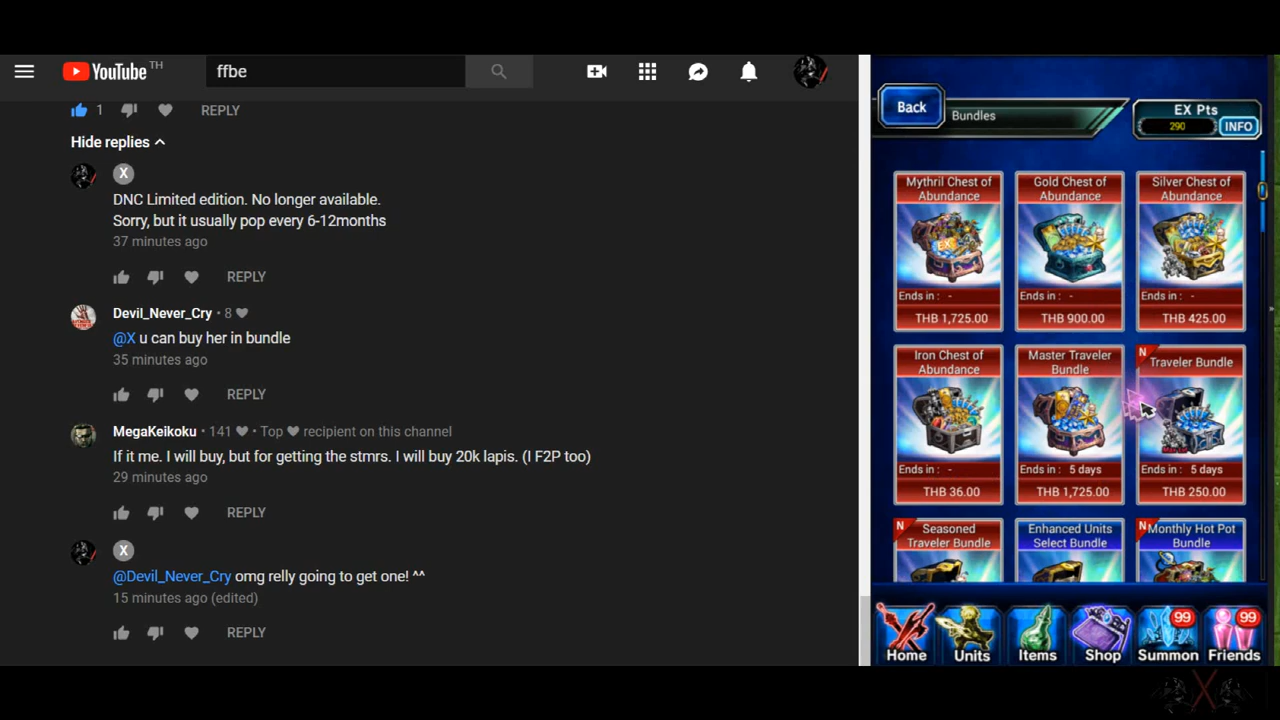 YouTube TH
ffbe
1
REPLY
Hide replies
X
DNC Limited edition. No longer available.
Sorry, but it usually pop every 6-12months
37 minutes ago
REPLY
Devil_Never_Cry • 8
@X u can buy her in bundle
35 minutes ago
REPLY
MegaKeikoku • 141 • Top recipient on this channel
If it me. I will buy, but for getting the stmrs. I will buy 20k lapis. (I F2P too)
29 minutes ago
REPLY
X
@Devil_Never_Cry omg relly going to get one! ^^
15 minutes ago (edited)
REPLY
Back
Bundles
EX Pts
290
INFO
Mythril Chest of
Abundance
EX
Ends in : -
THB 1,725.00
Gold Chest of
Abundance
Ends in : -
THB 900.00
Silver Chest of
Abundance
Ends in : -
THB 425.00
Iron Chest of
Abundance
Ends in : -
THB 36.00
Master Traveler
Bundle
Ends in : 5 days
THB 1,725.00
N
Traveler Bundle
Ends in : 5 days
THB 250.00
N
Seasoned
Traveler Bundle
Enhanced Units
Select Bundle
N
Monthly Hot Pot
Bundle
Home
Units
Items
Shop
99
Summon
99
Friends
X